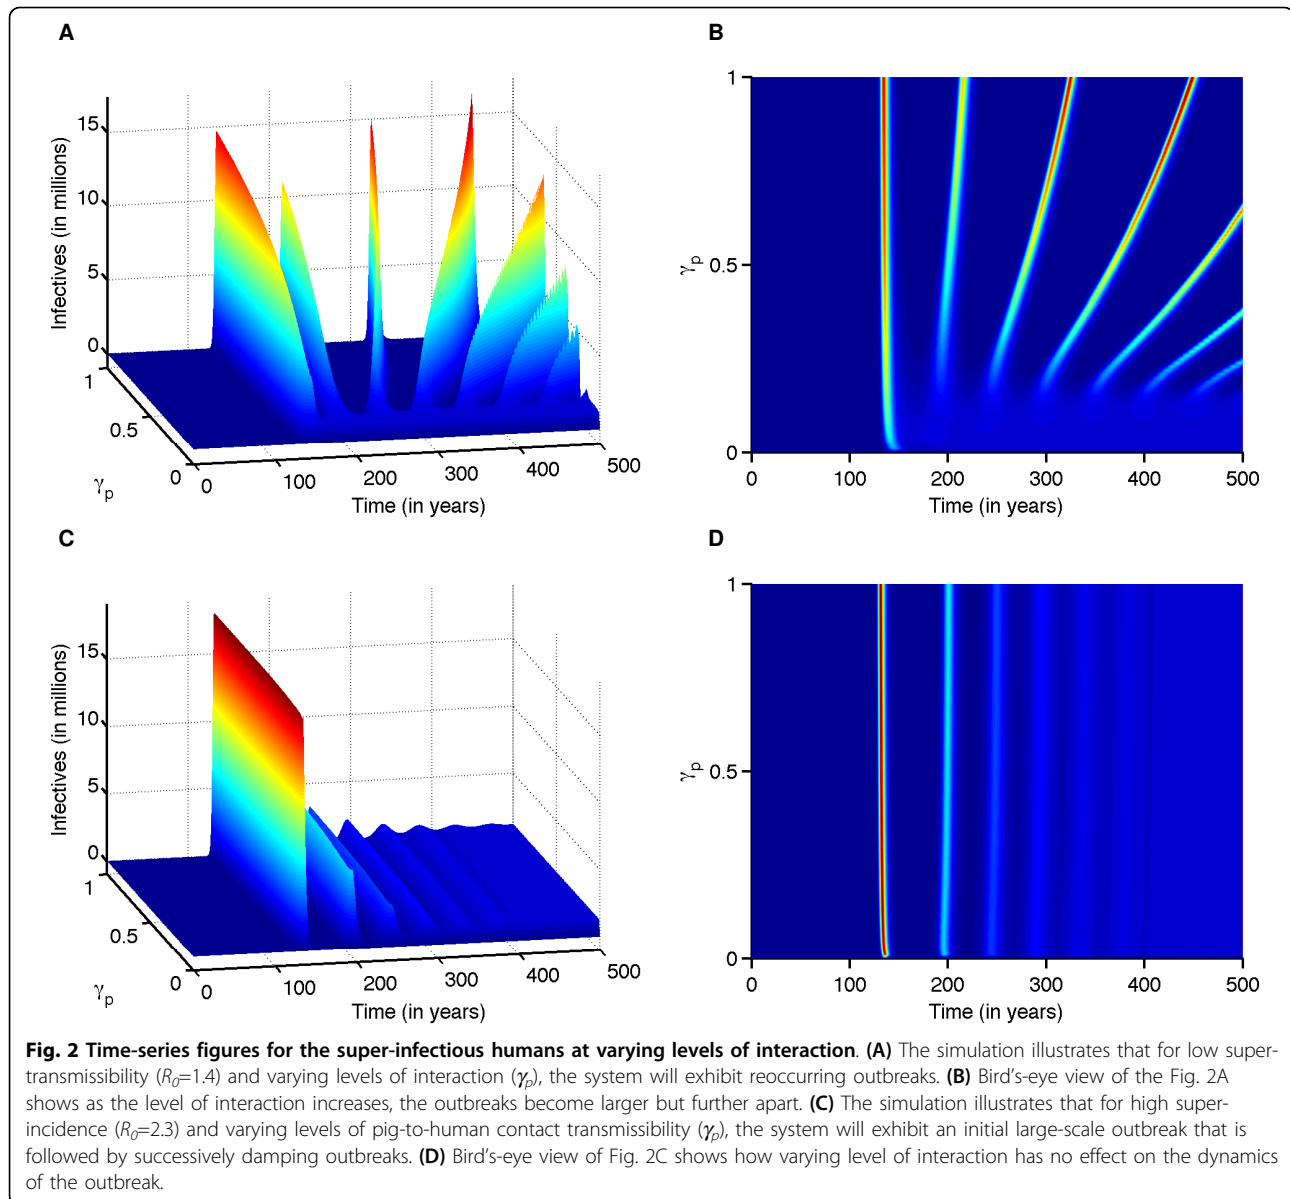 A
B
Infectives (in millions)
15
10
5
0
1
0.5
0
γp
0
100
200
300
400
500
Time (in years)
1
γp
0.5
0
0
100
200
300
400
500
Time (in years)
C
D
Infectives (in millions)
15
10
5
0
1
0.5
0
γp
0
100
200
300
400
500
Time (in years)
1
γp
0.5
0
0
100
200
300
400
500
Time (in years)
Fig. 2 Time-series figures for the super-infectious humans at varying levels of interaction. (A) The simulation illustrates that for low super-
transmissibility (R0=1.4) and varying levels of interaction (γp), the system will exhibit reoccurring outbreaks. (B) Bird's-eye view of the Fig. 2A
shows as the level of interaction increases, the outbreaks become larger but further apart. (C) The simulation illustrates that for high super-
incidence (R0=2.3) and varying levels of pig-to-human contact transmissibility (γp), the system will exhibit an initial large-scale outbreak that is
followed by successively damping outbreaks. (D) Bird's-eye view of Fig. 2C shows how varying level of interaction has no effect on the dynamics
of the outbreak.